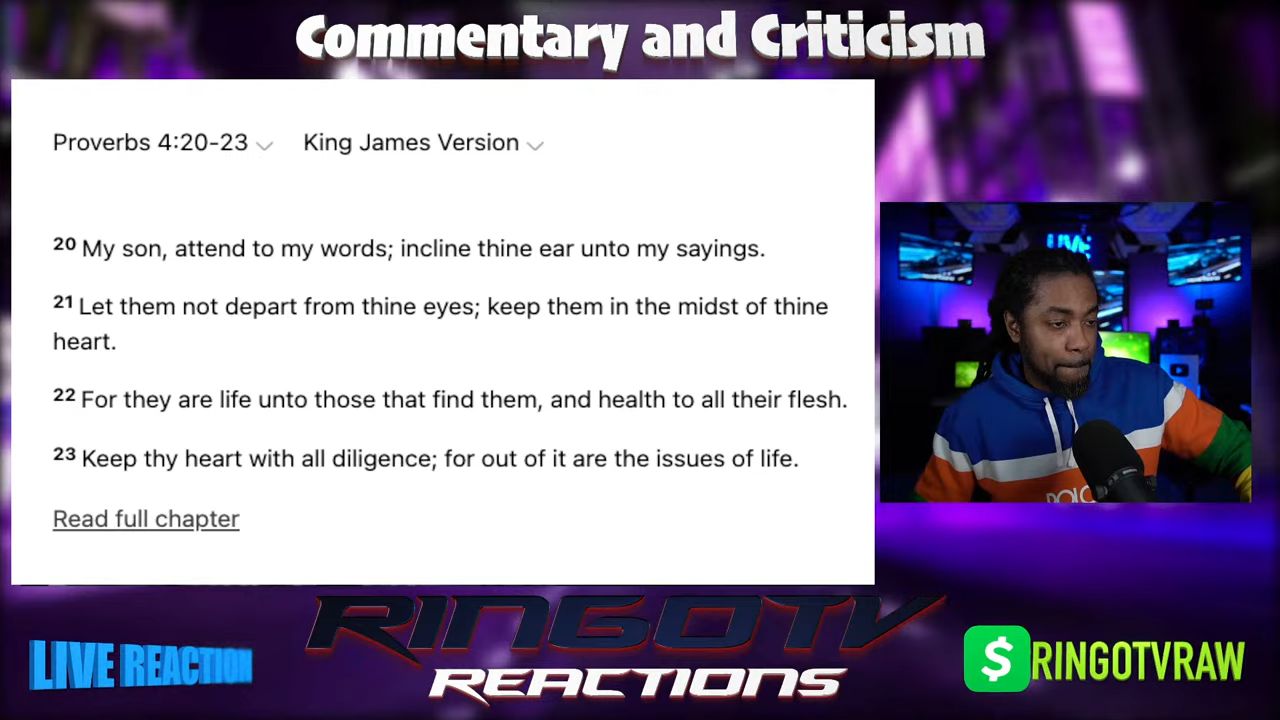 Commentary and Criticism
Proverbs 4:20-23 King James Version
20 My son, attend to my words; incline thine ear unto my sayings.
21 Let them not depart from thine eyes; keep them in the midst of thine
heart.
22 For they are life unto those that find them, and health to all their flesh.
23 Keep thy heart with all diligence; for out of it are the issues of life.
Read full chapter
LIVE
POLO
RINGOTV
REACTIONS
LIVE REACTION
$ RINGOTVRAW